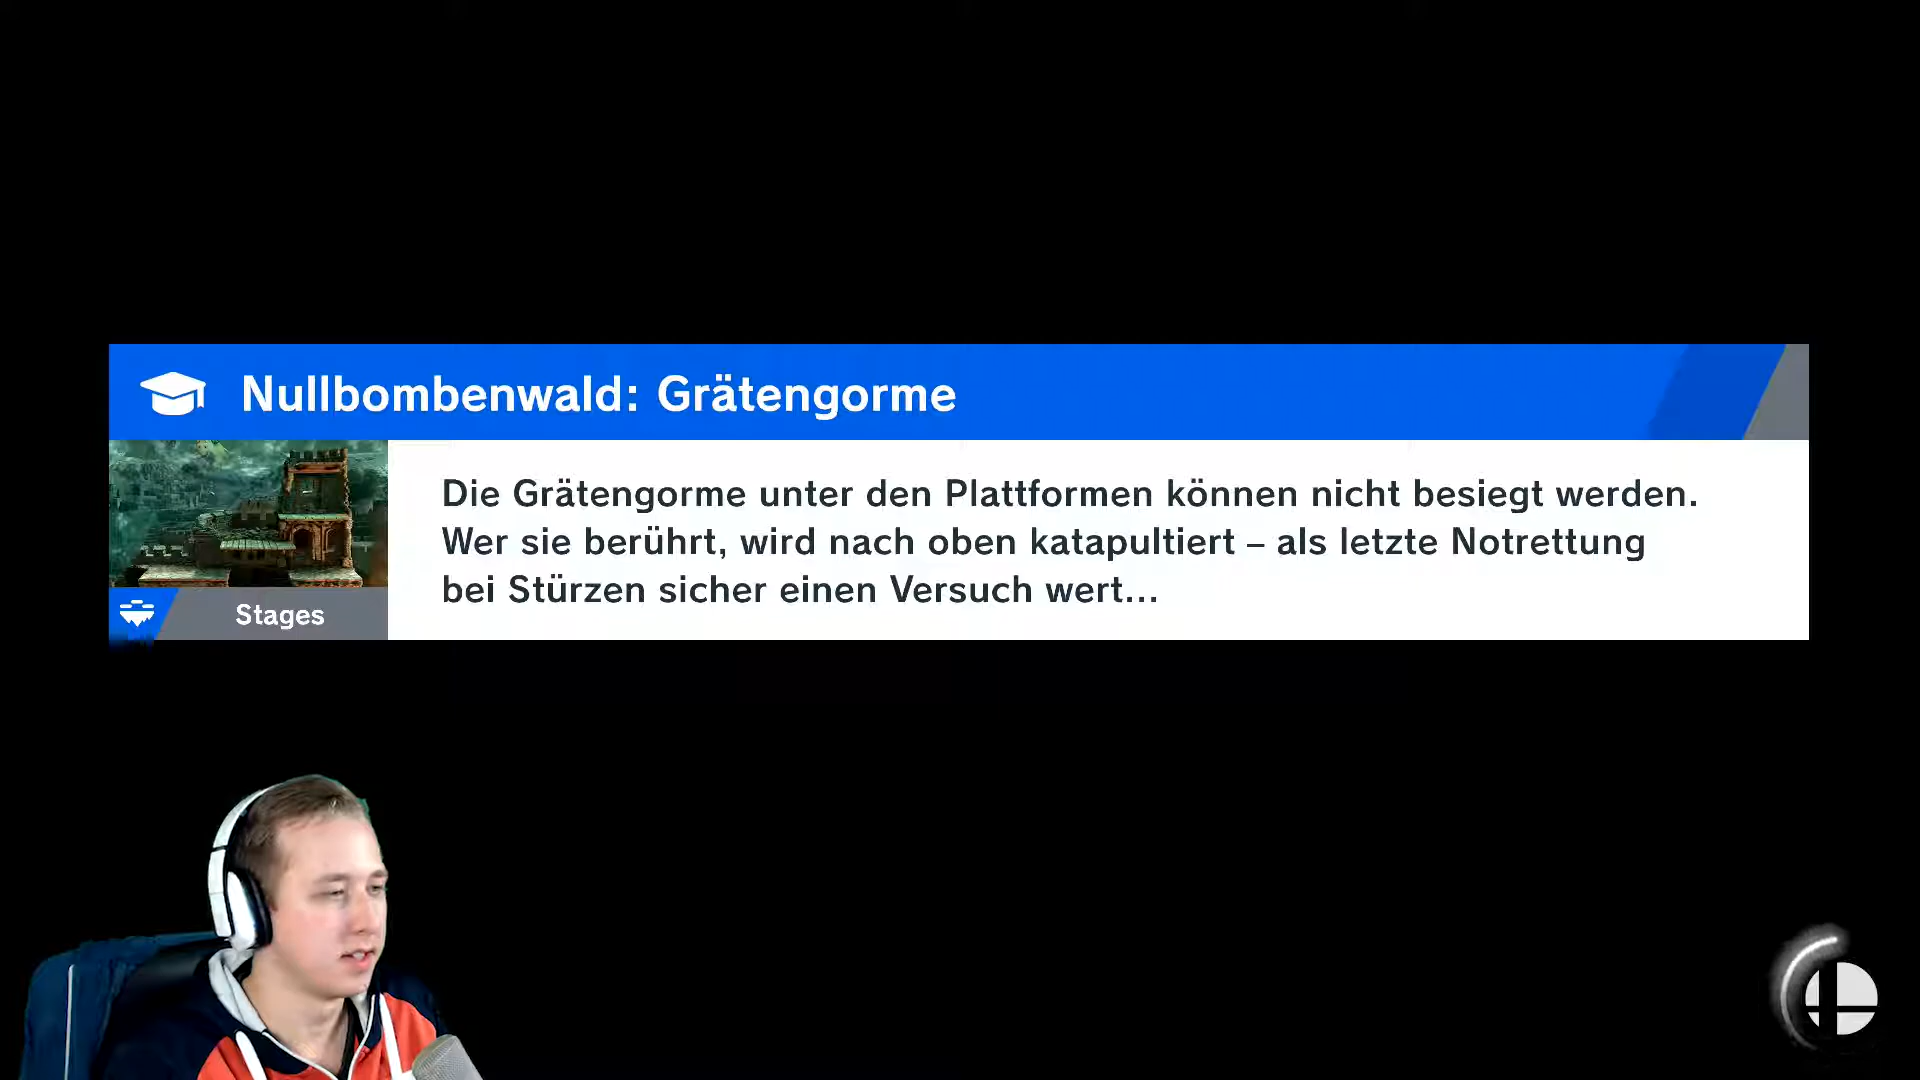 Nullbombenwald: Grätengorme
Die Grätengorme unter den Plattformen können nicht besiegt werden.
Wer sie berührt, wird nach oben katapultiert – als letzte Notrettung
bei Stürzen sicher einen Versuch wert...
Stages